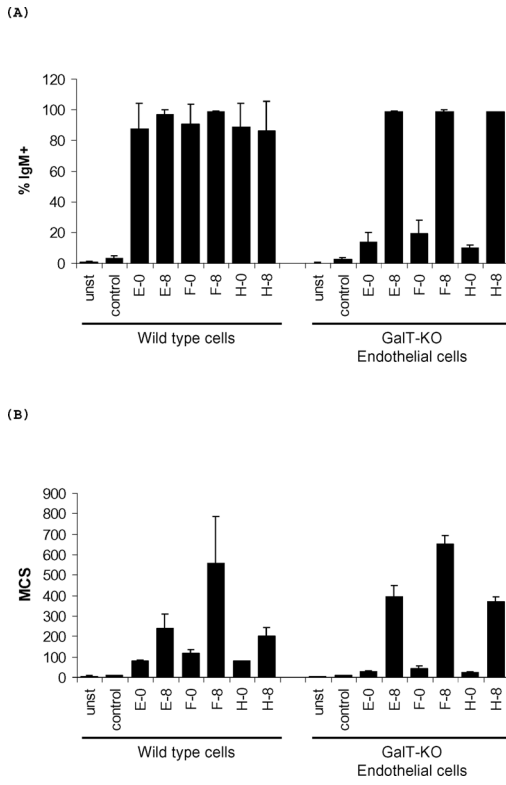 (A)
120
100
80
60
40
20
0
% IgM+
unst
control
E-0
E-8
F-0
F-8
H-0
H-8
unst
control
E-0
E-8
F-0
F-8
H-0
H-8
Wild type cells
GalT-KO
Endothelial cells
(B)
900
800
700
600
500
400
300
200
100
0
MCS
unst
control
E-0
E-8
F-0
F-8
H-0
H-8
unst
control
E-0
E-8
F-0
F-8
H-0
H-8
Wild type cells
GalT-KO
Endothelial cells